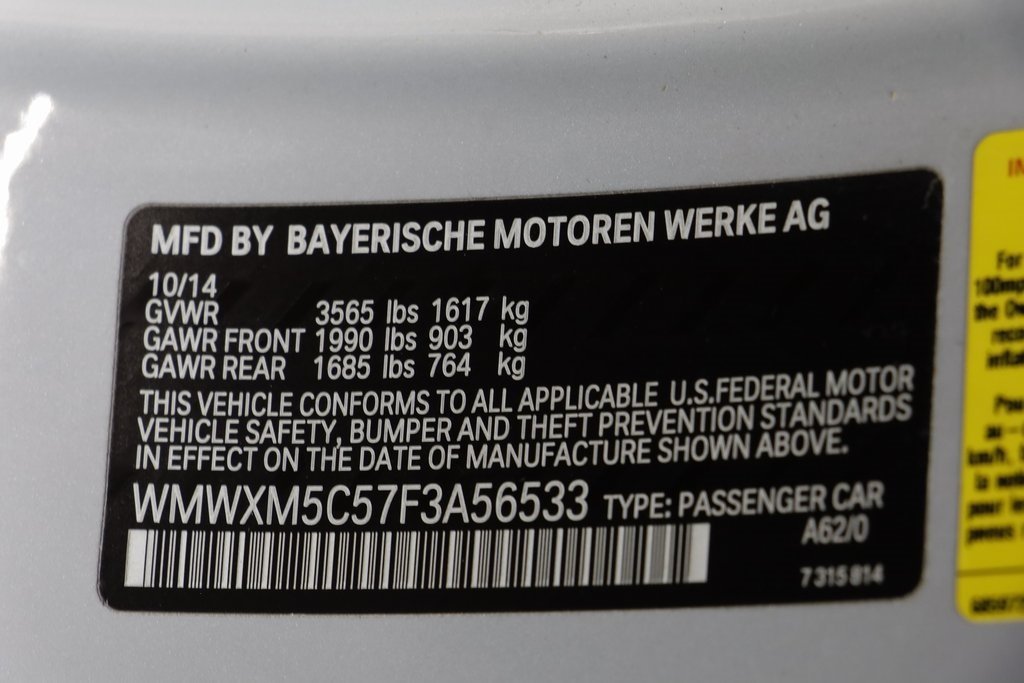 MFD BY BAYERISCHE MOTOREN WERKE AG
10/14
GVWR 3565 lbs 1617 kg
GAWR FRONT 1990 lbs 903 kg
GAWR REAR 1685 lbs 764 kg
THIS VEHICLE CONFORMS TO ALL APPLICABLE U.S.FEDERAL MOTOR
VEHICLE SAFETY, BUMPER AND THEFT PREVENTION STANDARDS
IN EFFECT ON THE DATE OF MANUFACTURE SHOWN ABOVE.
WMWXM5C57F3A56533 TYPE: PASSENGER CAR
A62/0
7 315 814
For